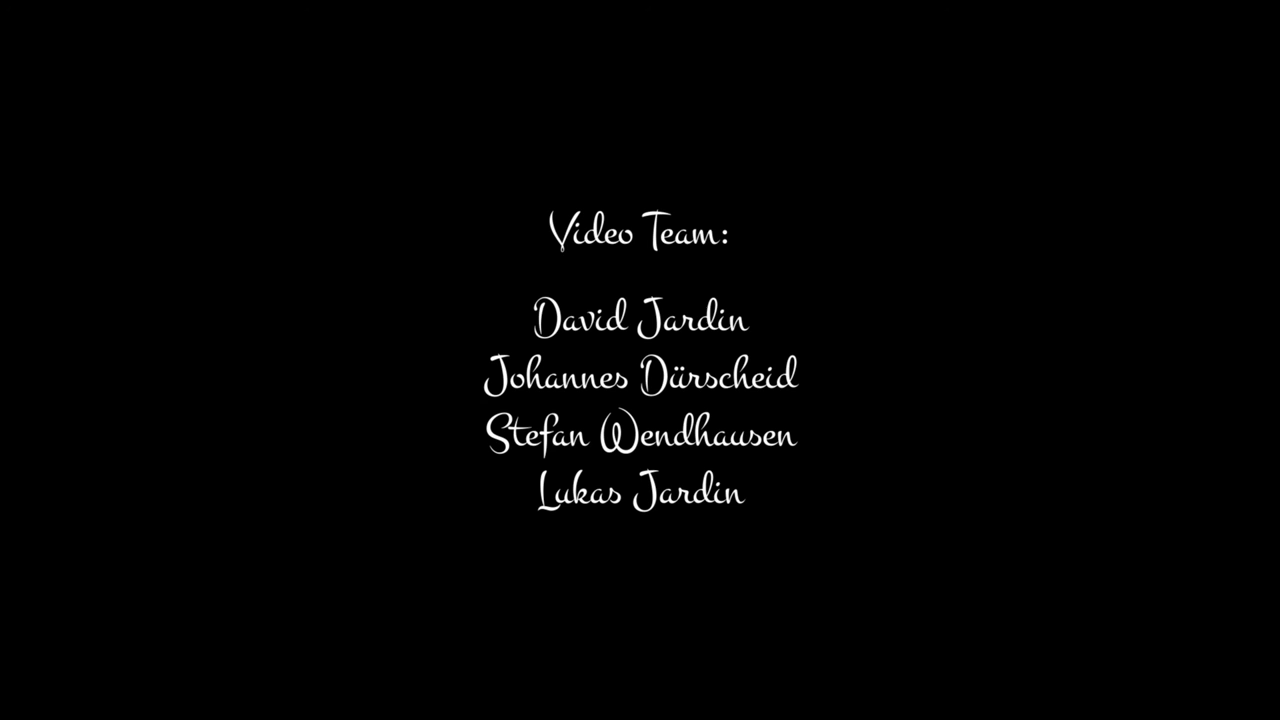 Video Team:
David Jardin
Johannes Dürscheid
Stefan Wendhausen
Lukas Jardin